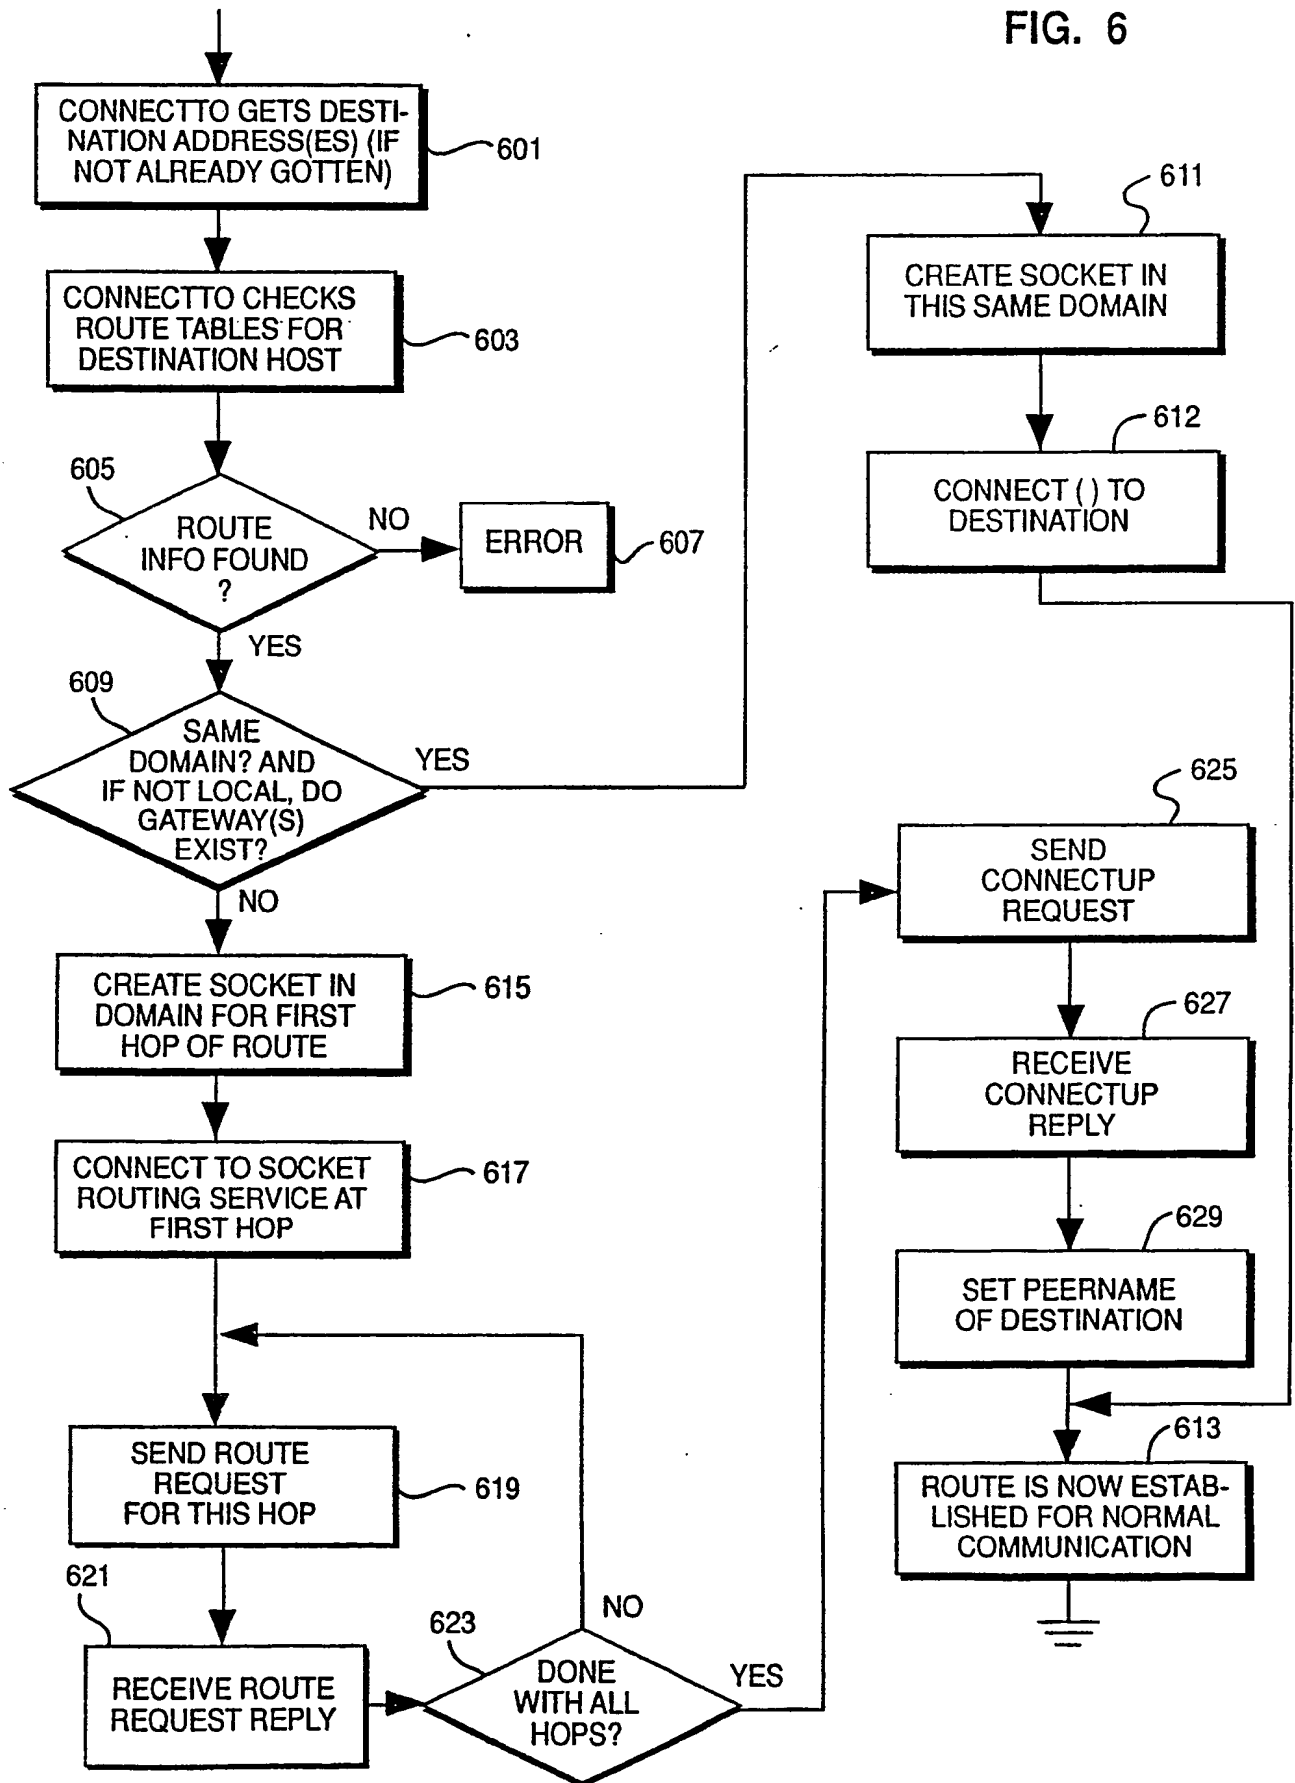 FIG. 6
CONNECTTO GETS DESTI-
NATION ADDRESS(ES) (IF
NOT ALREADY GOTTEN)
601
CONNECTTO CHECKS
ROUTE TABLES FOR
DESTINATION HOST
603
605
ROUTE
INFO FOUND
?
NO
ERROR
607
YES
609
SAME
DOMAIN? AND
IF NOT LOCAL, DO
GATEWAY(S)
EXIST?
YES
NO
611
CREATE SOCKET IN
THIS SAME DOMAIN
612
CONNECT ( ) TO
DESTINATION
CREATE SOCKET IN
DOMAIN FOR FIRST
HOP OF ROUTE
615
CONNECT TO SOCKET
ROUTING SERVICE AT
FIRST HOP
617
SEND ROUTE
REQUEST
FOR THIS HOP
619
621
RECEIVE ROUTE
REQUEST REPLY
623
DONE
WITH ALL
HOPS?
NO
YES
625
SEND
CONNECTUP
REQUEST
627
RECEIVE
CONNECTUP
REPLY
629
SET PEERNAME
OF DESTINATION
613
ROUTE IS NOW ESTAB-
LISHED FOR NORMAL
COMMUNICATION